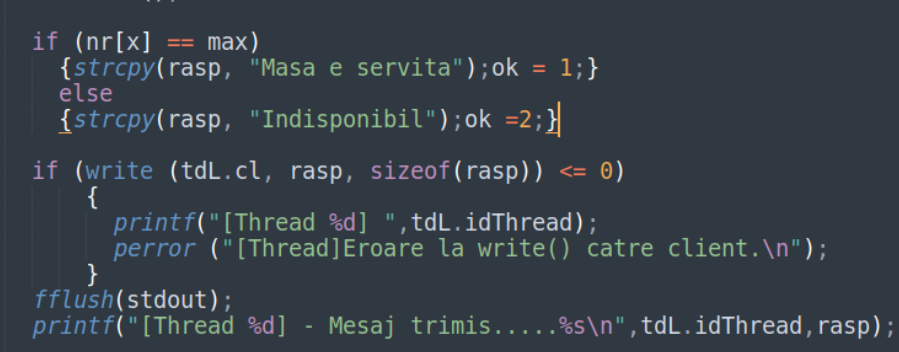 if (nr[x] == max)
{strcpy(rasp, "Masa e servita");ok = 1;}
else
{strcpy(rasp, "Indisponibil");ok =2;}
if (write (tdL.cl, rasp, sizeof(rasp)) <= 0)
{
printf("[Thread %d] ",tdL.idThread);
perror ("[Thread]Eroare la write() catre client.\n");
}
fflush(stdout);
printf("[Thread %d] - Mesaj trimis.....%s\n",tdL.idThread,rasp);